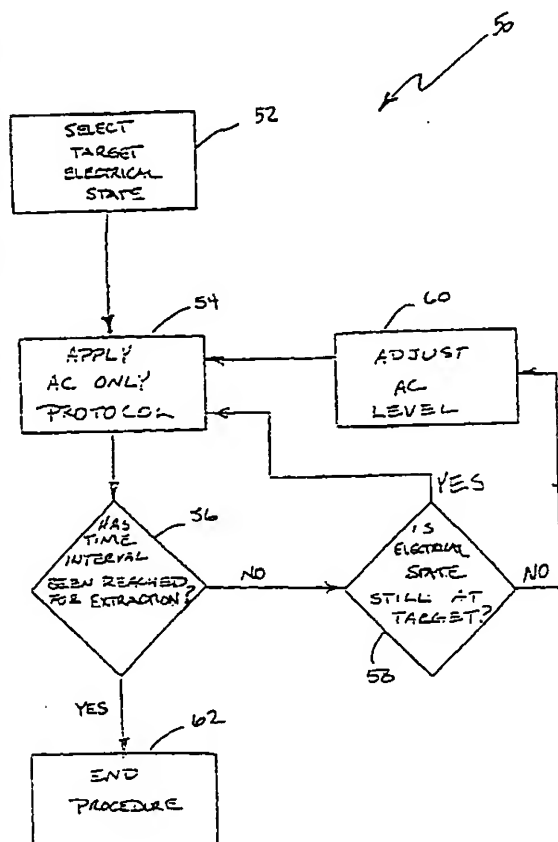 50
52
SELECT
TARGET
ELECTRICAL
STATE
54
APPLY
AC ONLY
PROTOCOL
60
ADJUST
AC
LEVEL
56
HAS
TIME
INTERVAL
BEEN REACHED
FOR EXTRACTION?
NO
YES
IS
ELECTRICAL
STATE
STILL AT
TARGET?
NO
58
YES
62
END
PROCEDURE